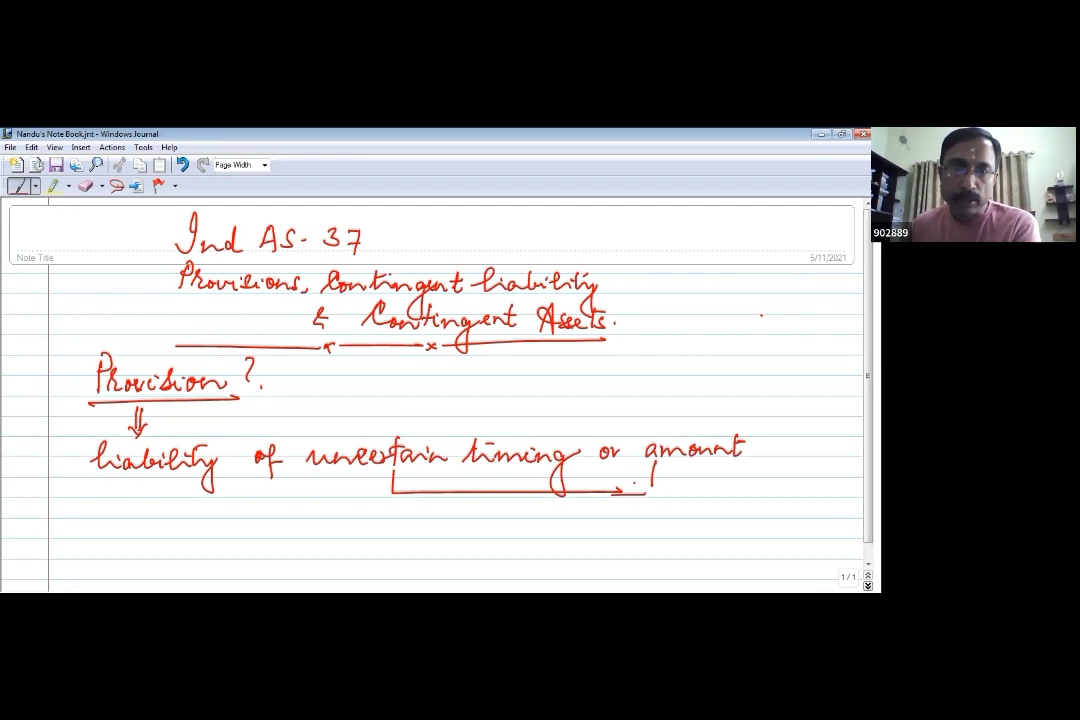 Nandu's Note Book.jnt - Windows Journal
File Edit View Insert Actions Tools Help
Page Width
902889
Ind AS - 37
Note Title
5/11/2021
Provisions, Contingent liability
& Contingent Assets.
Provision ?.
liability of uncertain timing or amount
1 / 1